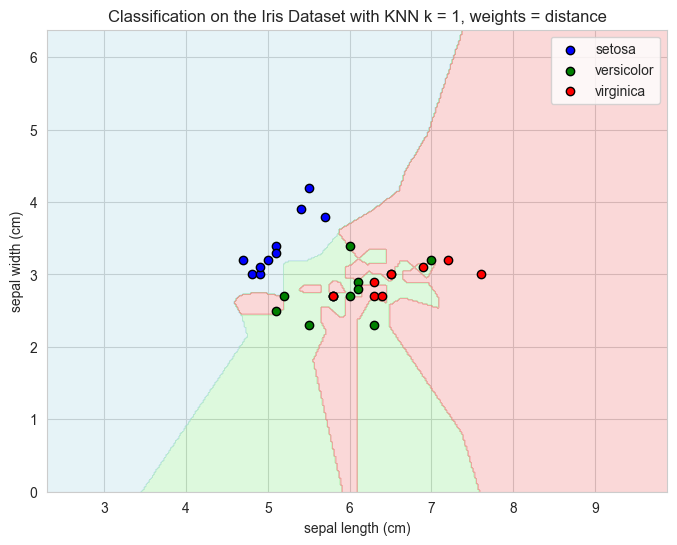 Classification on the Iris Dataset with KNN k = 1, weights = distance
setosa
versicolor
virginica
6
5
4
3
2
1
0
sepal width (cm)
3 4 5 6 7 8 9
sepal length (cm)